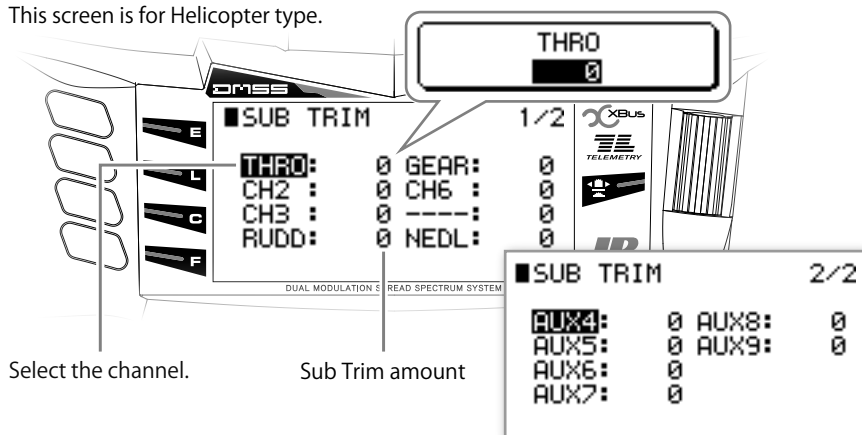 This screen is for Helicopter type.
THRO
0
DMSS
■SUB TRIM 1/2
THRO: 0 GEAR: 0
CH2 : 0 CH6 : 0
CH3 : 0 ----: 0
RUDD: 0 NEDL: 0
E
L
C
F
XBus
TELEMETRY
DUAL MODULATION SPREAD SPECTRUM SYSTEM
■SUB TRIM 2/2
AUX4: 0 AUX8: 0
AUX5: 0 AUX9: 0
AUX6: 0
AUX7: 0
Select the channel.
Sub Trim amount